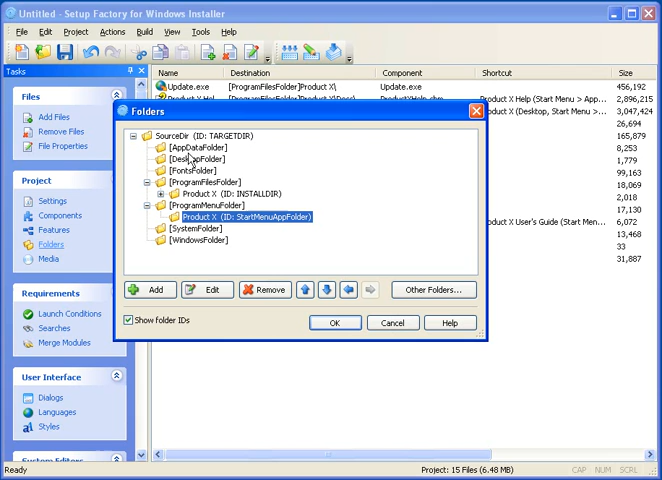 Untitled - Setup Factory for Windows Installer
File Edit Project Actions Build View Tools Help
Tasks
Files
Add Files
Remove Files
File Properties
Project
Settings
Components
Features
Folders
Media
Requirements
Launch Conditions
Searches
Merge Modules
User Interface
Dialogs
Languages
Styles
Name Destination Component Shortcut Size
Update.exe [ProgramFilesFolder]Product X\ Update.exe 456,192
Product X Hel [ProgramFilesFolder]Product X\Docs\ ProductXHelp.chm Product X Help (Start Menu > App... 2,896,215
Product X (Desktop, Start Menu >... 3,047,424
26,694
165,879
8,253
1,779
99,163
18,069
2,018
17,130
Product X User's Guide (Start Men... 6,072
13,468
33
31,887
Folders
SourceDir (ID: TARGETDIR)
[AppDataFolder]
[DesktopFolder]
[FontsFolder]
[ProgramFilesFolder]
Product X (ID: INSTALLDIR)
[ProgramMenuFolder]
Product X (ID: StartMenuAppFolder)
[SystemFolder]
[WindowsFolder]
Add Edit Remove Other Folders...
Show folder IDs
OK Cancel Help
Ready Project: 15 Files (6.48 MB) CAP NUM SCRL